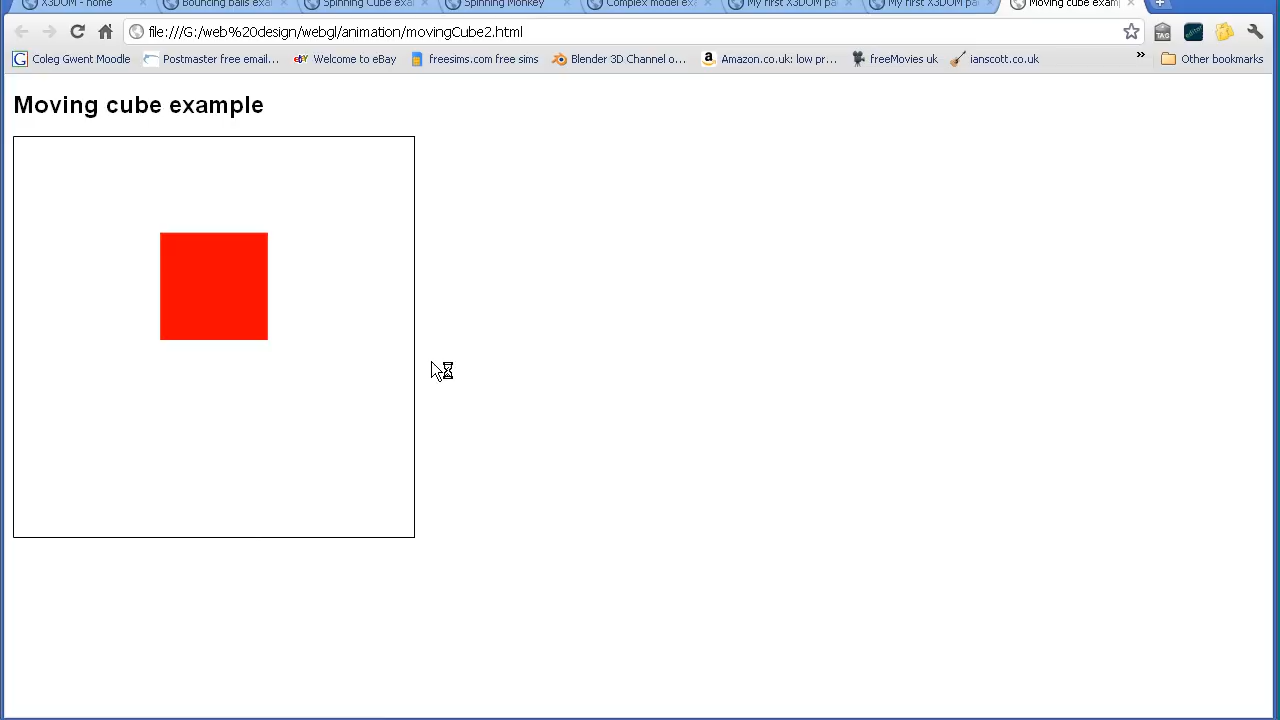 X3DOM - home Bouncing balls exa Spinning Cube exa Spinning Monkey Complex model ex My first X3DOM pa My first X3DOM pa Moving cube exam
file:///G:/web%20design/webgl/animation/movingCube2.html
TAG
Coleg Gwent Moodle Postmaster free email... ebY Welcome to eBay freesims.com free sims Blender 3D Channel o... a Amazon.co.uk: low pr... freeMovies uk ianscott.co.uk » Other bookmarks
Moving cube example